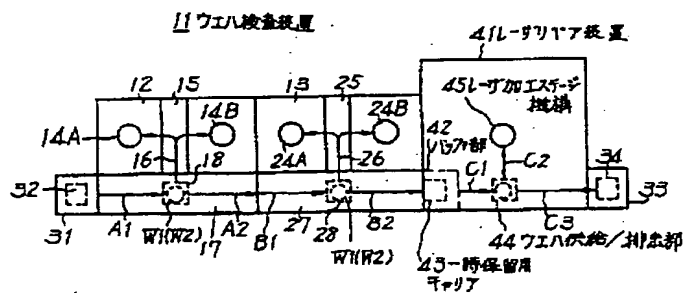 11 ウエハ検査装置
41 レーザリペア装置
12 15 13 25
14A 14B 24A 24B
45 レーザ加工ステージ機構
16 18 26
42 バッファ部
C1 C2
34
32
31 A1 A2 B1 B2 C3 33
W1(W2) 17 27 28 W1(W2)
44 ウエハ供給/排出部
43 一時保留用キャリア